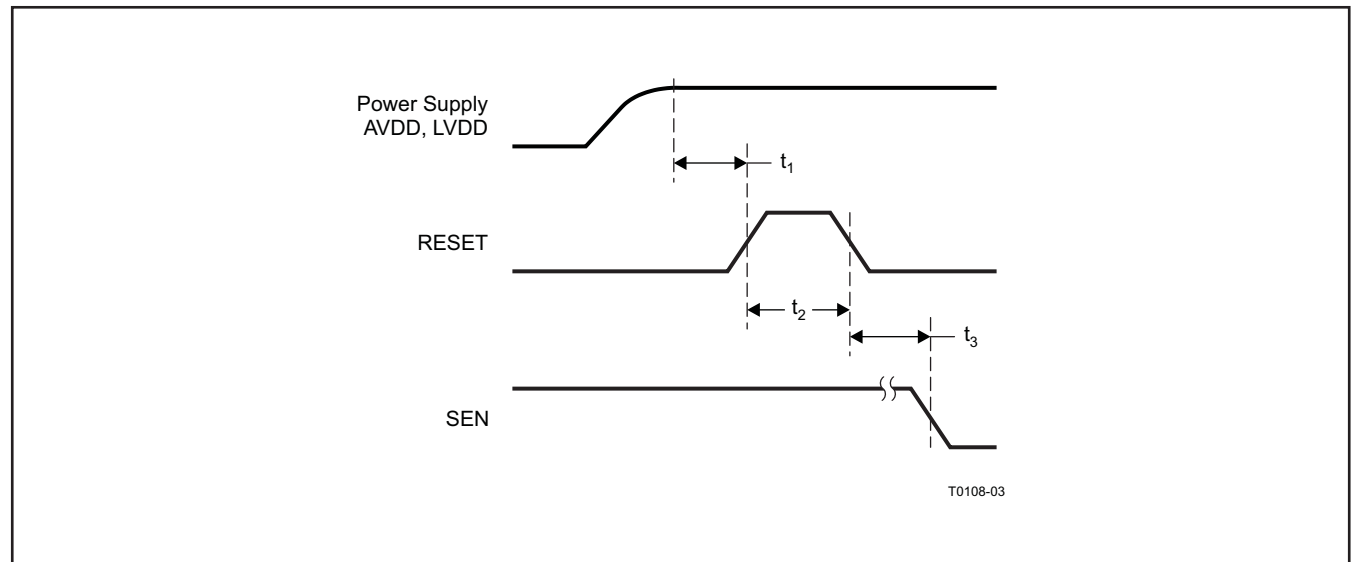 Power Supply
AVDD, LVDD
t1
RESET
t2
t3
SEN
T0108-03